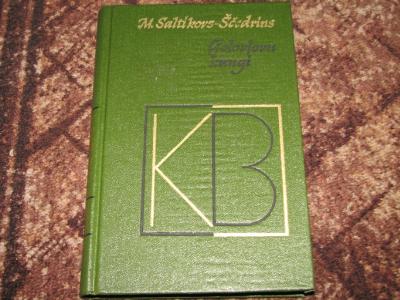 M. Saltikovs-Ščedrins
Golovļovu
kungi
KB